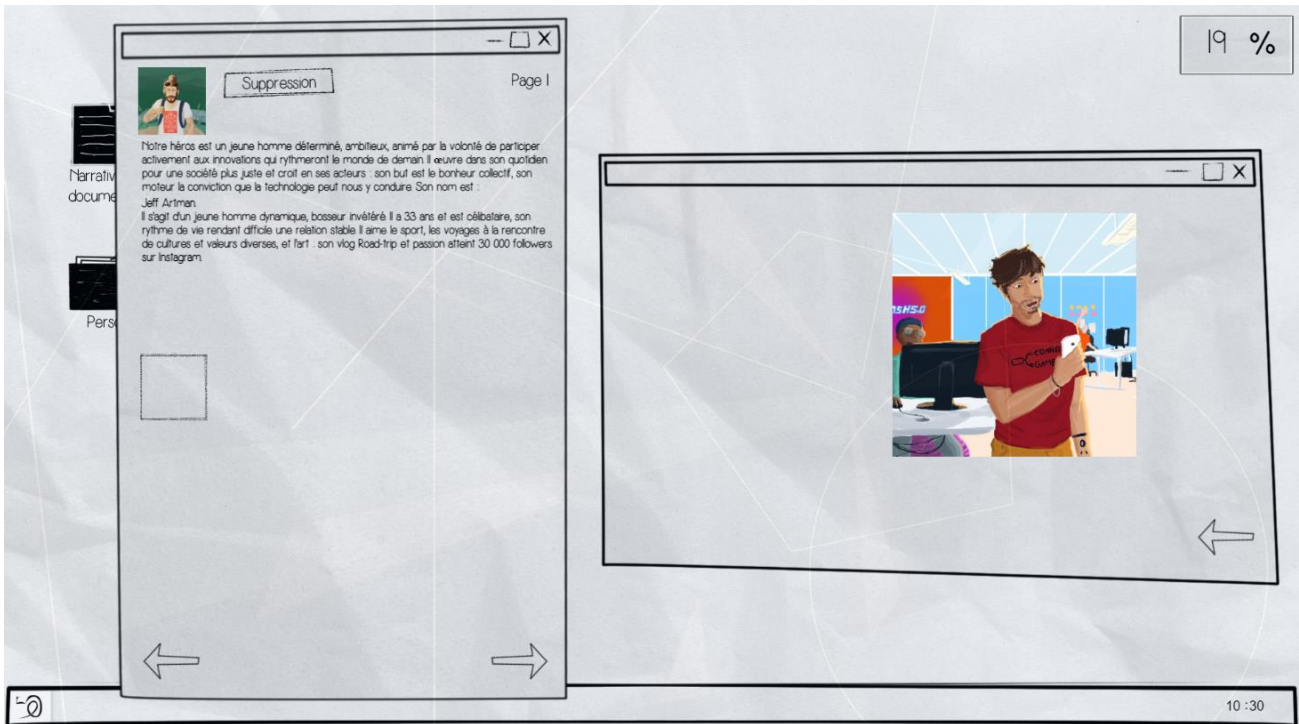 19 %
Suppression
Page 1
Notre héros est un jeune homme déterminé, ambitieux, animé par la volonté de participer
activement aux innovations qui rythmeront le monde de demain. Il œuvre dans son quotidien
pour une société plus juste et croit en ses acteurs : son but est le bonheur collectif, son
moteur la conviction que la technologie peut nous y conduire. Son nom est :
Jeff Artman.
Il s'agit d'un jeune homme dynamique, bosseur invétéré. Il a 33 ans et est célibataire, son
rythme de vie rendant difficile une relation stable. Il aime le sport, les voyages à la rencontre
de cultures et valeurs diverses, et l'art : son vlog Road-trip et passion atteint 30 000 followers
sur Instagram.
Narrativ
docume
Perso
10 :30